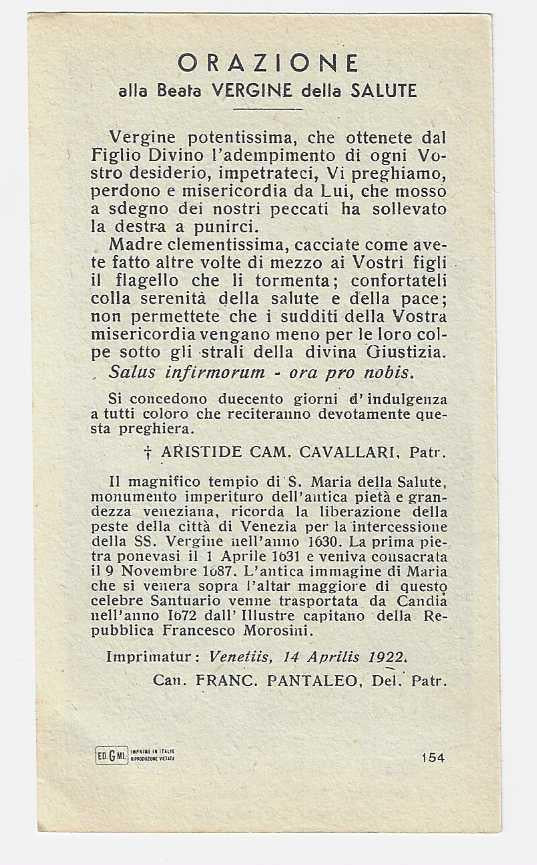 ORAZIONE
alla Beata VERGINE della SALUTE
Vergine potentissima, che ottenete dal
Figlio Divino l'adempimento di ogni Vo-
stro desiderio, impetrateci, Vi preghiamo,
perdono e misericordia da Lui, che mosso
a sdegno dei nostri peccati ha sollevato
la destra a punirci.
Madre clementissima, cacciate come ave-
te fatto altre volte di mezzo ai Vostri figli
il flagello che li tormenta; confortateli
colla serenità della salute e della pace;
non permettete che i sudditi della Vostra
misericordia vengano meno per le loro col-
pe sotto gli strali della divina Giustizia.
Salus infirmorum - ora pro nobis.
Si concedono duecento giorni d'indulgenza
a tutti coloro che reciteranno devotamente que-
sta preghiera.
† ARISTIDE CAM. CAVALLARI, Patr.
Il magnifico tempio di S. Maria della Salute,
monumento imperituro dell'antica pietà e gran-
dezza veneziana, ricorda la liberazione della
peste della città di Venezia per la intercessione
della SS. Vergine nell'anno 1630. La prima pie-
tra ponevasi il 1 Aprile 1631 e veniva consacrata
il 9 Novembre 1687. L'antica immagine di Maria
che si venera sopra l'altar maggiore di questo
celebre Santuario venne trasportata da Candia
nell'anno 1672 dall'Illustre capitano della Re-
pubblica Francesco Morosini.
Imprimatur: Venetiis, 14 Aprilis 1922.
Can. FRANC. PANTALEO, Del. Patr.
ED. G MI. IMPRIMÉ EN ITALIE
RIPRODUZIONE VIETATA
154